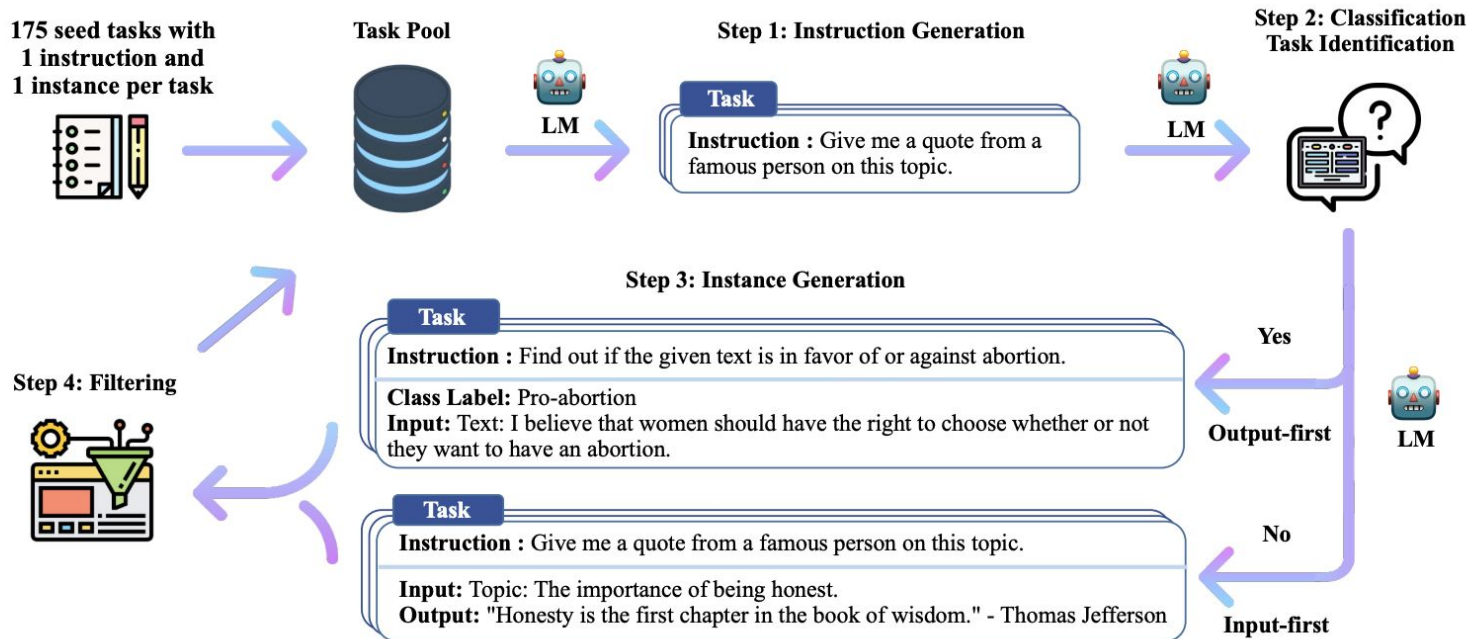 175 seed tasks with
1 instruction and
1 instance per task
Task Pool
LM
Step 1: Instruction Generation
Task
Instruction : Give me a quote from a
famous person on this topic.
LM
Step 2: Classification
Task Identification
?
Step 3: Instance Generation
Task
Instruction : Find out if the given text is in favor of or against abortion.
Class Label: Pro-abortion
Input: Text: I believe that women should have the right to choose whether or not
they want to have an abortion.
Yes
Output-first
LM
Step 4: Filtering
Task
Instruction : Give me a quote from a famous person on this topic.
Input: Topic: The importance of being honest.
Output: "Honesty is the first chapter in the book of wisdom." - Thomas Jefferson
No
Input-first